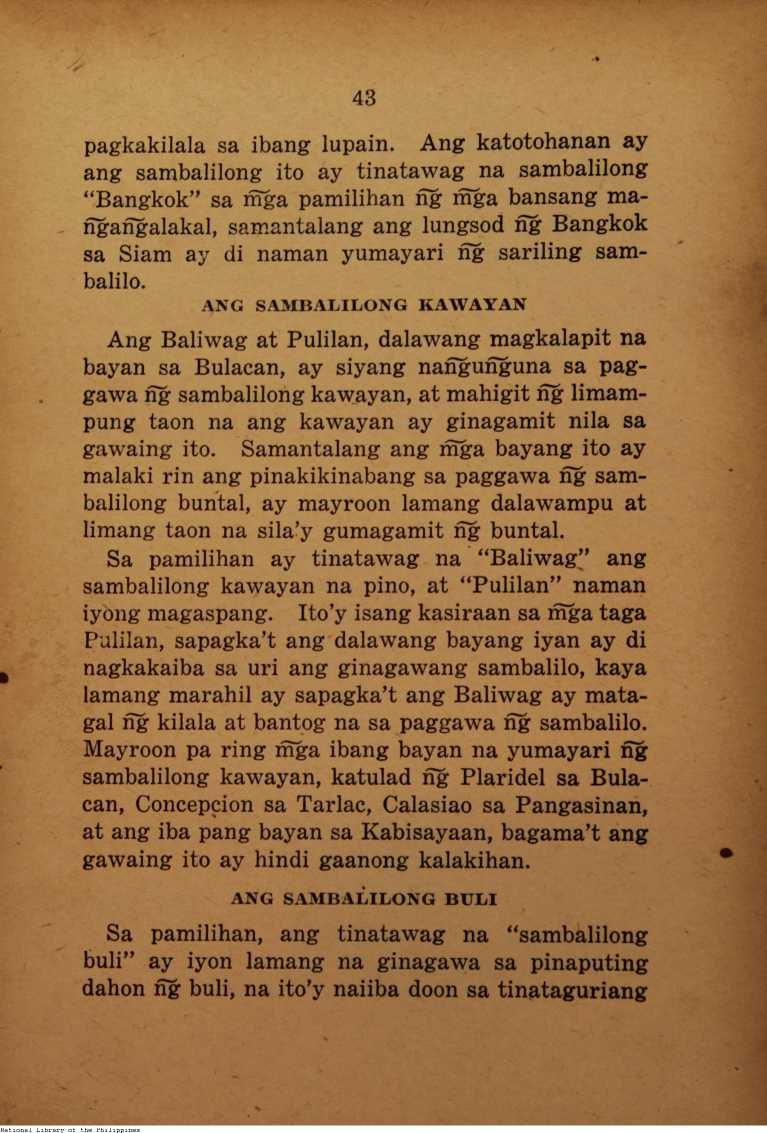 43
pagkakilala sa ibang lupain. Ang katotohanan ay
ang sambalilong ito ay tinatawag na sambalilong
“Bangkok” sa m͠ga pamilihan n͠g m͠ga bansang ma-
n͠gan͠galakal, samantalang ang lungsod n͠g Bangkok
sa Siam ay di naman yumayari n͠g sariling sam-
balilo.
ANG SAMBALILONG KAWAYAN
Ang Baliwag at Pulilan, dalawang magkalapit na
bayan sa Bulacan, ay siyang nan͠gun͠guna sa pag-
gawa n͠g sambalilong kawayan, at mahigit n͠g limam-
pung taon na ang kawayan ay ginagamit nila sa
gawaing ito. Samantalang ang m͠ga bayang ito ay
malaki rin ang pinakikinabang sa paggawa n͠g sam-
balilong buntal, ay mayroon lamang dalawampu at
limang taon na sila’y gumagamit n͠g buntal.
Sa pamilihan ay tinatawag na “Baliwag” ang
sambalilong kawayan na pino, at “Pulilan” naman
iyong magaspang. Ito’y isang kasiraan sa m͠ga taga
Pulilan, sapagka’t ang dalawang bayang iyan ay di
nagkakaiba sa uri ang ginagawang sambalilo, kaya
lamang marahil ay sapagka’t ang Baliwag ay mata-
gal n͠g kilala at bantog na sa paggawa n͠g sambalilo.
Mayroon pa ring m͠ga ibang bayan na yumayari n͠g
sambalilong kawayan, katulad n͠g Plaridel sa Bula-
can, Concepcion sa Tarlac, Calasiao sa Pangasinan,
at ang iba pang bayan sa Kabisayaan, bagama’t ang
gawaing ito ay hindi gaanong kalakihan.
ANG SAMBALILONG BULI
Sa pamilihan, ang tinatawag na “sambalilong
buli” ay iyon lamang na ginagawa sa pinaputing
dahon n͠g buli, na ito’y naiiba doon sa tinataguriang
National Library of the Philippines